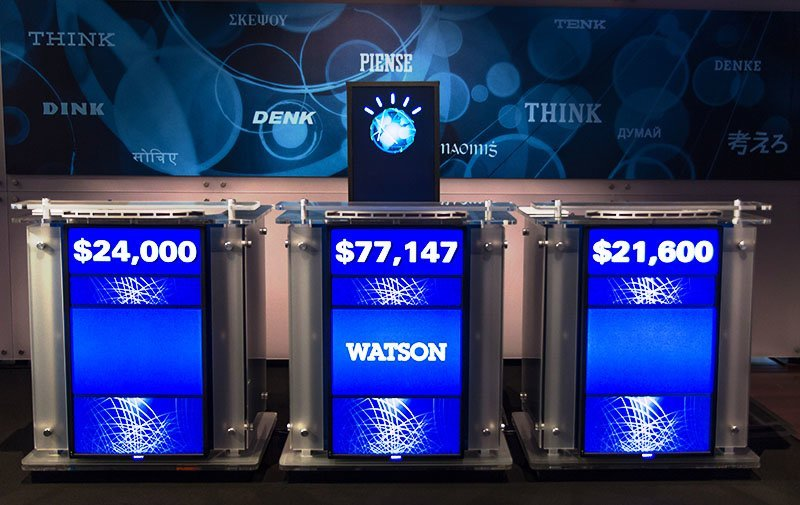 THINK
ΣΚΕΨΟΥ
TENK
PIENSE
DENKE
DINK
DENK
THINK
ДУМАЙ
सोचिए
考えろ
$24,000
$77,147
$21,600
WATSON